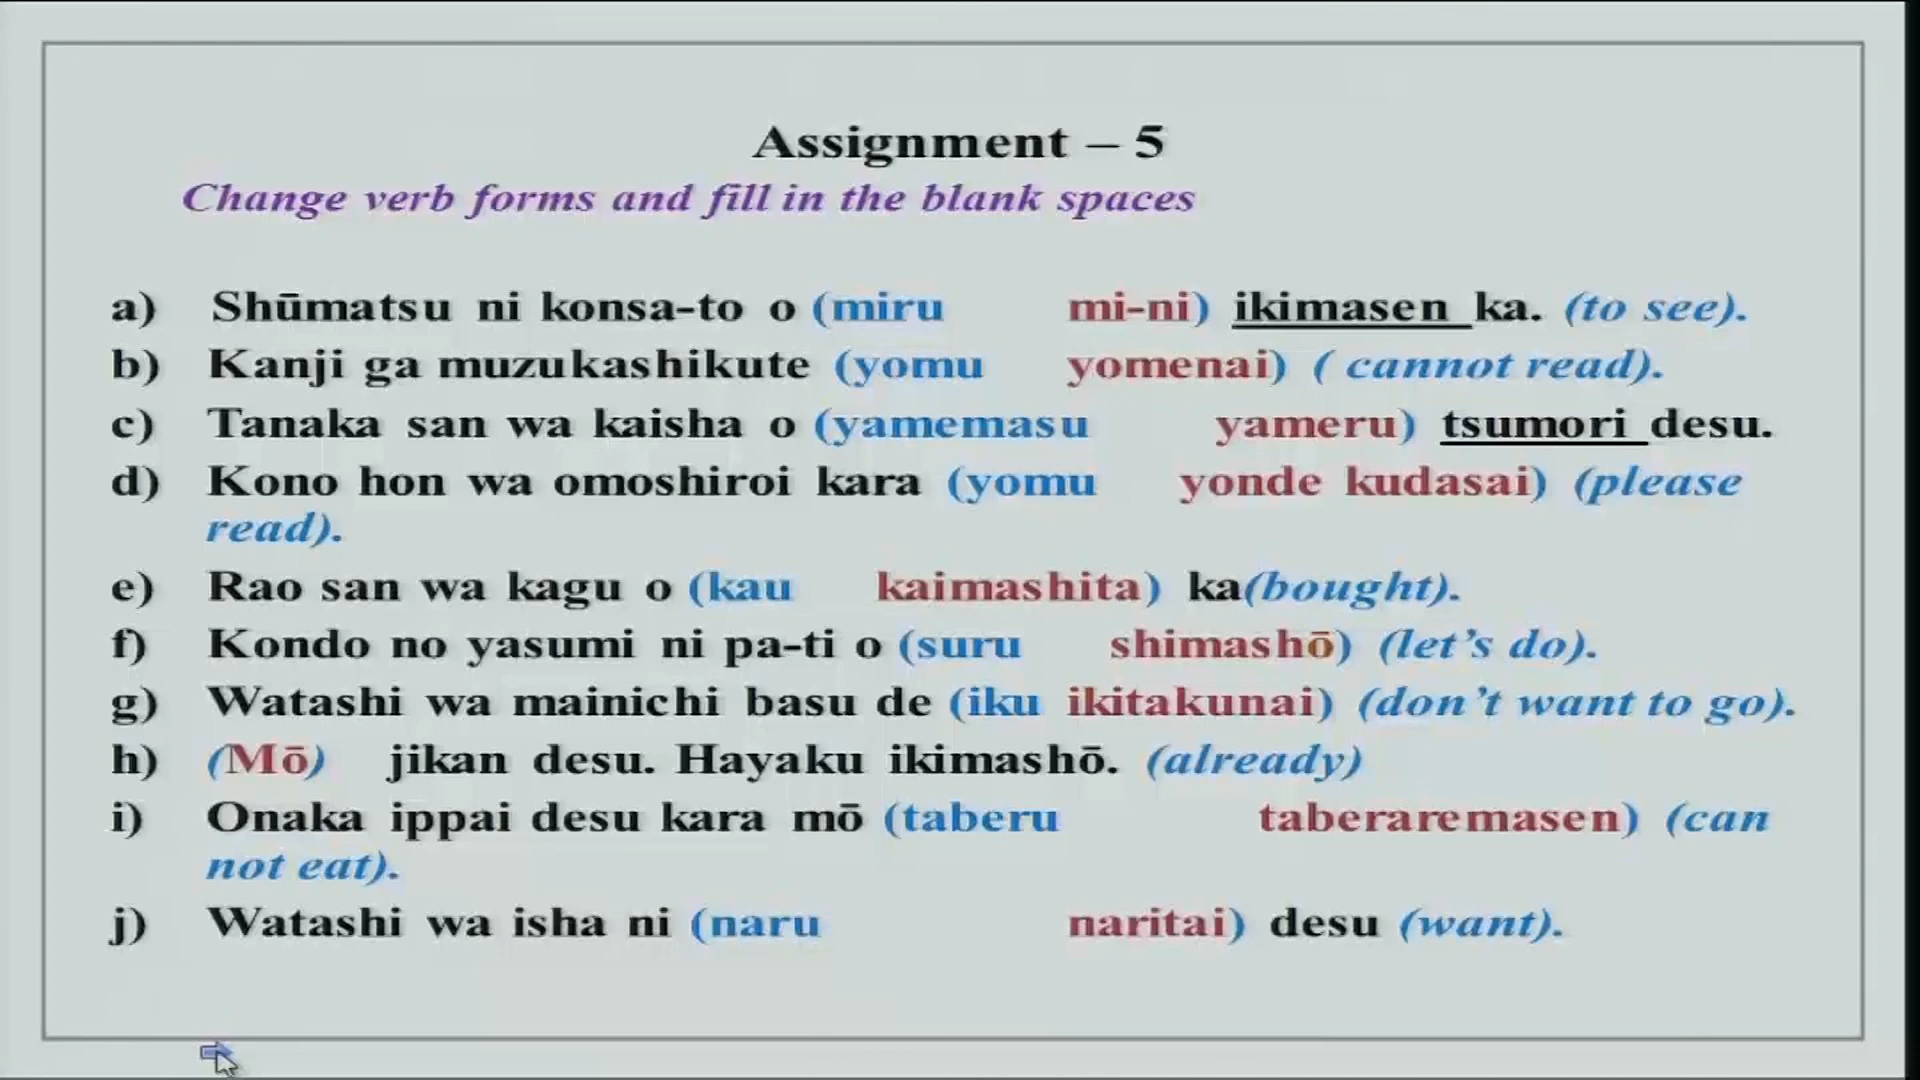 Assignment – 5
Change verb forms and fill in the blank spaces
a) Shūmatsu ni konsa-to o (miru mi-ni) ikimasen ka. (to see).
b) Kanji ga muzukashikute (yomu yomenai) ( cannot read).
c) Tanaka san wa kaisha o (yamemasu yameru) tsumori desu.
d) Kono hon wa omoshiroi kara (yomu yonde kudasai) (please
read).
e) Rao san wa kagu o (kau kaimashita) ka(bought).
f) Kondo no yasumi ni pa-ti o (suru shimashō) (let’s do).
g) Watashi wa mainichi basu de (iku ikitakunai) (don’t want to go).
h) (Mō) jikan desu. Hayaku ikimashō. (already)
i) Onaka ippai desu kara mō (taberu taberaremasen) (can
not eat).
j) Watashi wa isha ni (naru naritai) desu (want).